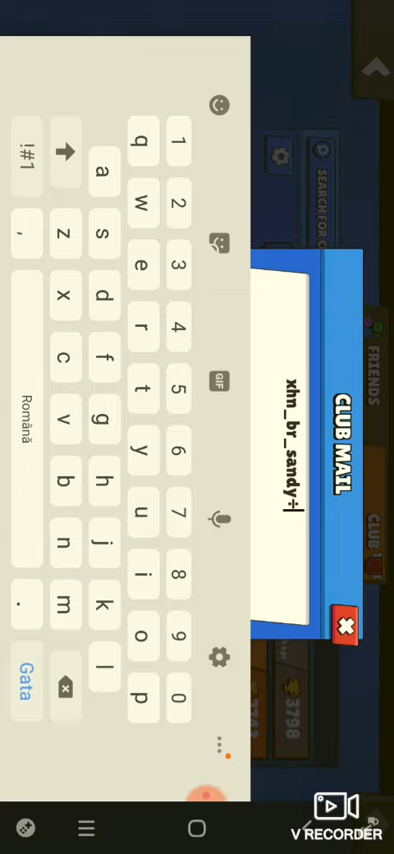 SEARCH FOR C
FRIENDS
CLUB
CLUB MAIL
xhn_br_sandy÷
3798
3743
GIF
1 2 3 4 5 6 7 8 9 0
q w e r t y u i o p
a s d f g h j k l
z x c v b n m
!#1 , Română . Gata
V RECORDER